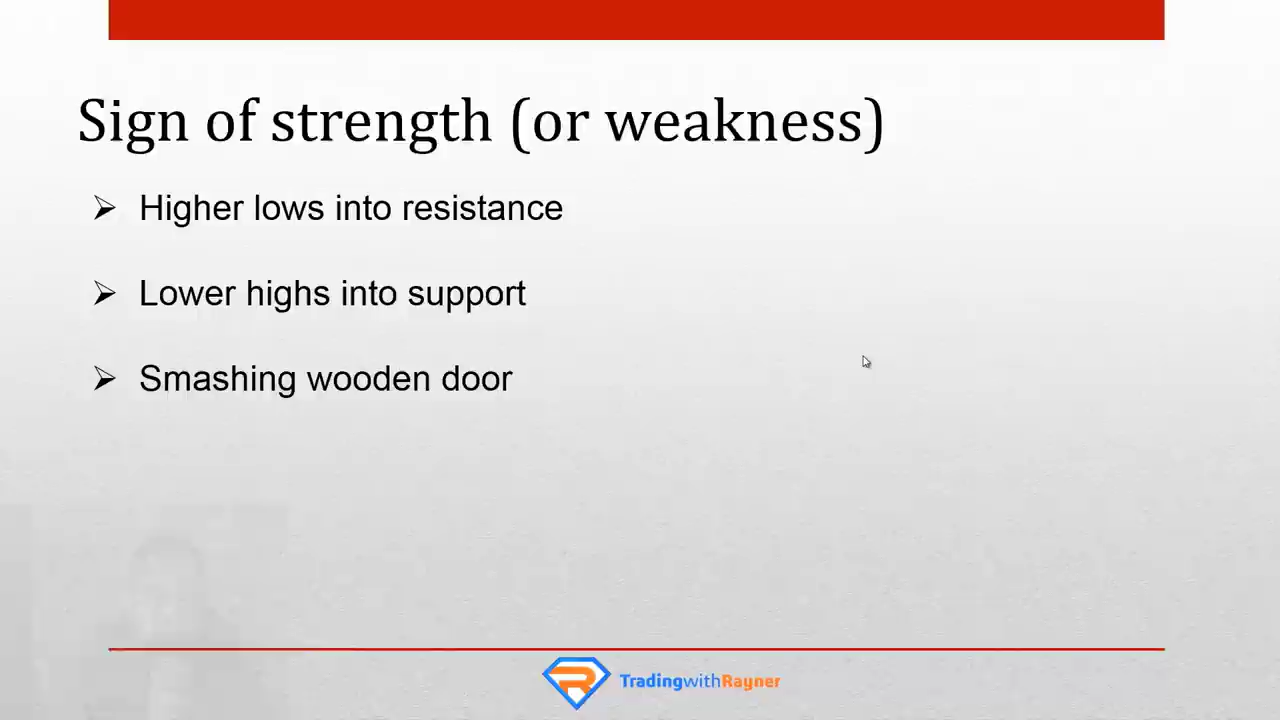 Sign of strength (or weakness)
Higher lows into resistance
Lower highs into support
Smashing wooden door
TradingwithRayner